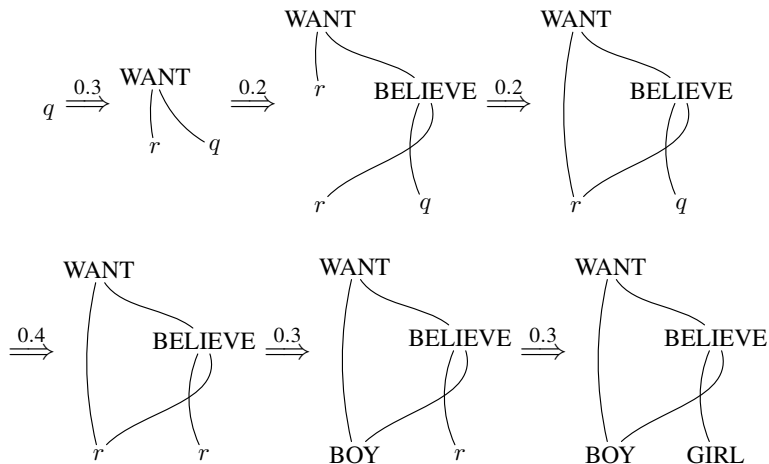 WANT WANT
q 0.3 ⟹ WANT 0.2 ⟹ r BELIEVE 0.2 ⟹ BELIEVE
r q
r q r q
WANT WANT WANT
0.4 ⟹ BELIEVE 0.3 ⟹ BELIEVE 0.3 ⟹ BELIEVE
r r BOY r BOY GIRL